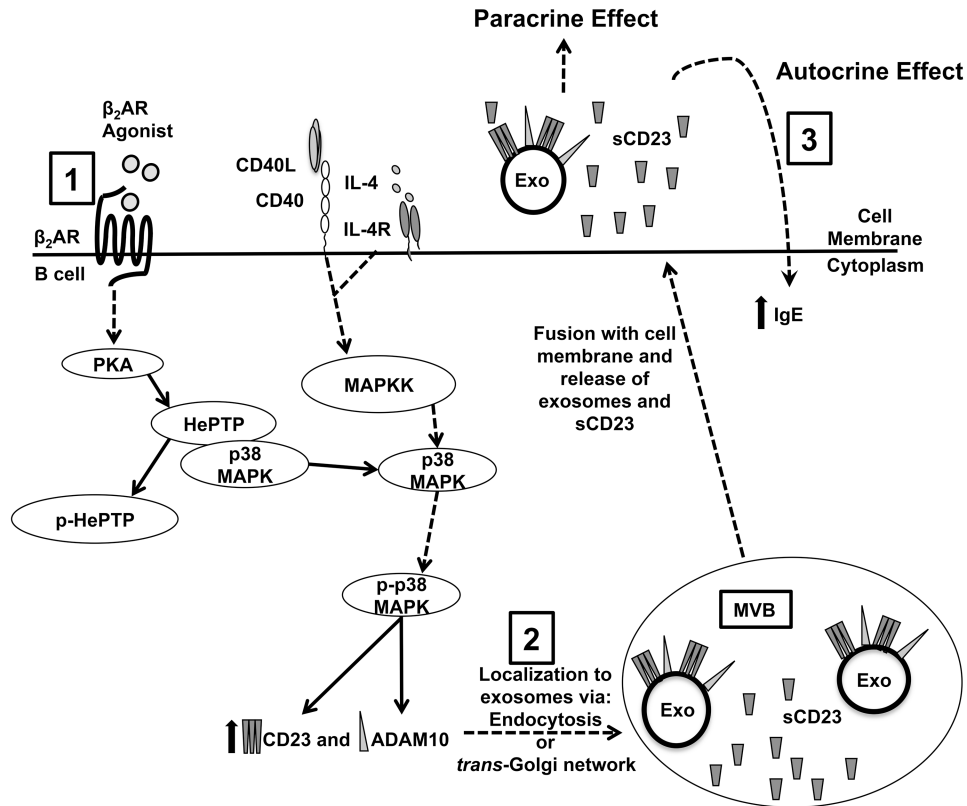 Paracrine Effect
Autocrine Effect
β₂AR
Agonist
1
CD40L
CD40
IL-4
IL-4R
Exo
sCD23
3
β₂AR
B cell
Cell
Membrane
Cytoplasm
IgE
PKA
MAPKK
Fusion with cell
membrane and
release of
exosomes and
sCD23
HePTP
p38
MAPK
p38
MAPK
p-HePTP
p-p38
MAPK
2
Localization to
exosomes via:
Endocytosis
or
trans-Golgi network
CD23 and ADAM10
MVB
Exo
Exo
sCD23